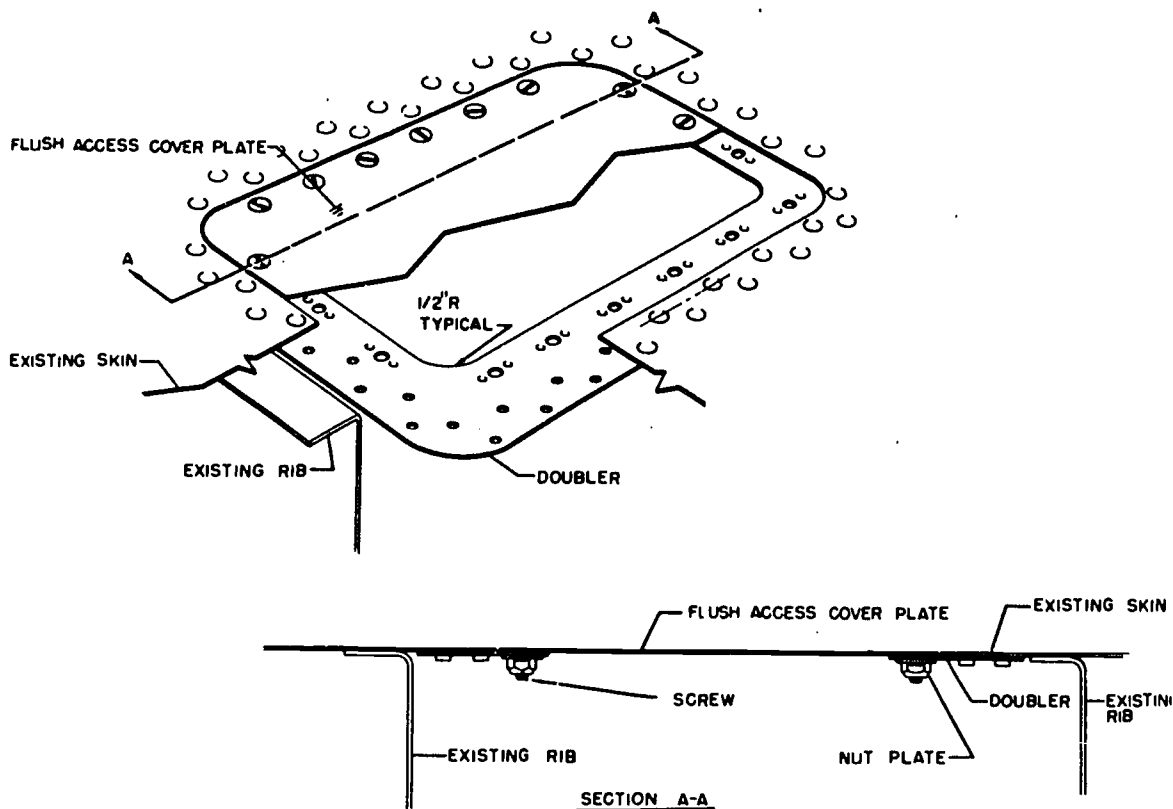 A
FLUSH ACCESS COVER PLATE
A
1/2"R
TYPICAL
EXISTING SKIN
EXISTING RIB
DOUBLER
FLUSH ACCESS COVER PLATE
EXISTING SKIN
SCREW
DOUBLER
EXISTIN
RIB
EXISTING RIB
NUT PLATE
SECTION A-A